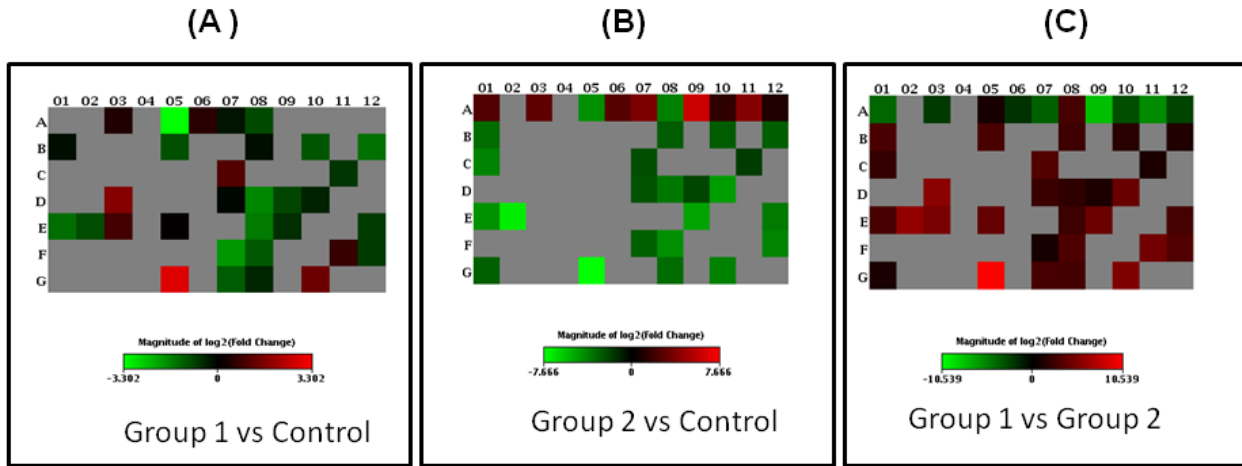 (A )
(B)
(C)
01 02 03 04 05 06 07 08 09 10 11 12
A
B
C
D
E
F
G
Magnitude of log2(Fold Change)
-3.302 0 3.302
Group 1 vs Control
01 02 03 04 05 06 07 08 09 10 11 12
A
B
C
D
E
F
G
Magnitude of log2(Fold Change)
-7.666 0 7.666
Group 2 vs Control
01 02 03 04 05 06 07 08 09 10 11 12
A
B
C
D
E
F
G
Magnitude of log2(Fold Change)
-10.539 0 10.539
Group 1 vs Group 2